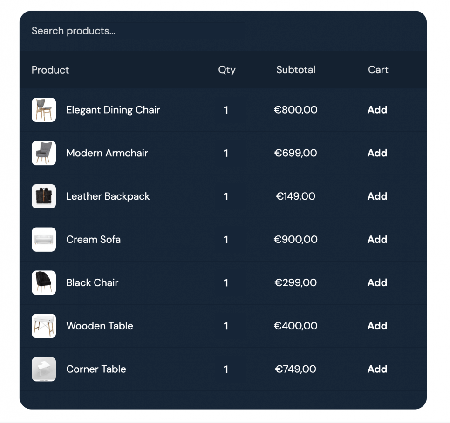 Search products...
Product Qty Subtotal Cart
Elegant Dining Chair 1 €800,00 Add
Modern Armchair 1 €699,00 Add
Leather Backpack 1 €149.00 Add
Cream Sofa 1 €900,00 Add
Black Chair 1 €299,00 Add
Wooden Table 1 €400,00 Add
Corner Table 1 €749,00 Add